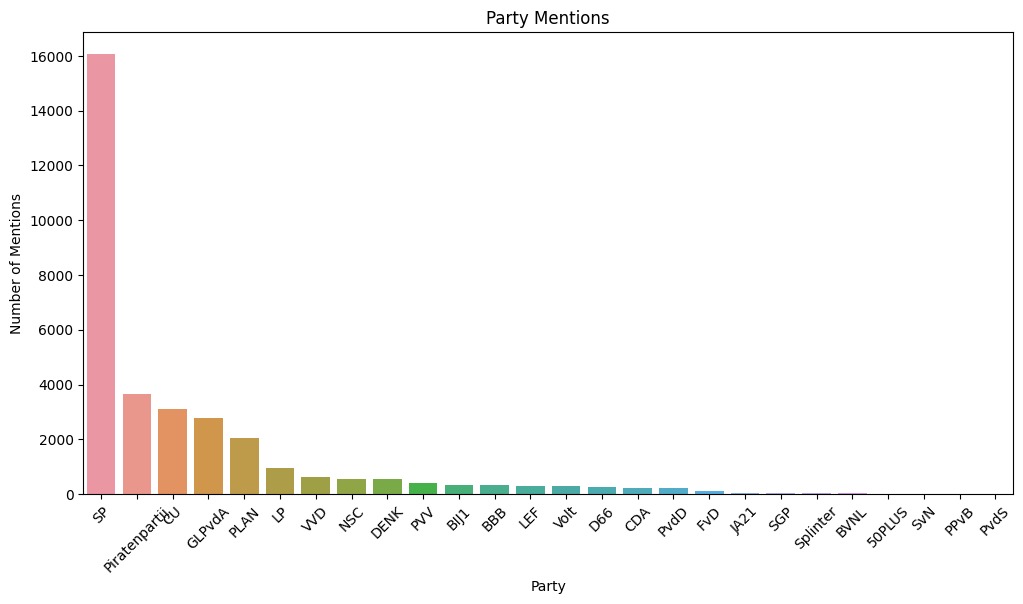 Party Mentions
Number of Mentions
16000
14000
12000
10000
8000
6000
4000
2000
0
SP
Piratenpartij
CU
GLPvdA
PLAN
LP
VVD
NSC
DENK
PVV
BIJ1
BBB
LEF
Volt
D66
CDA
PvdD
FvD
JA21
SGP
Splinter
BVNL
50PLUS
SvN
PPvB
PvdS
Party